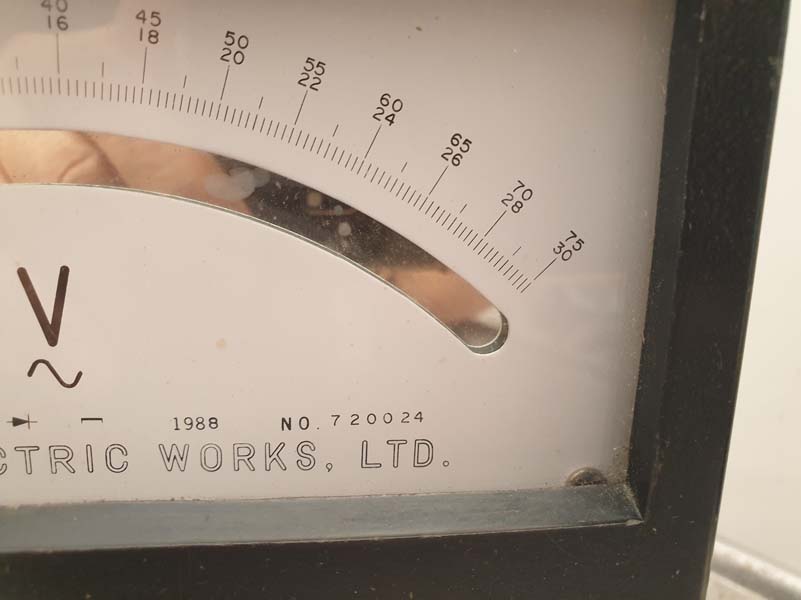 40 45 50 55 60 65 70 75
16 18 20 22 24 26 28 30
V
1988 NO. 720024
CTRIC WORKS, LTD.